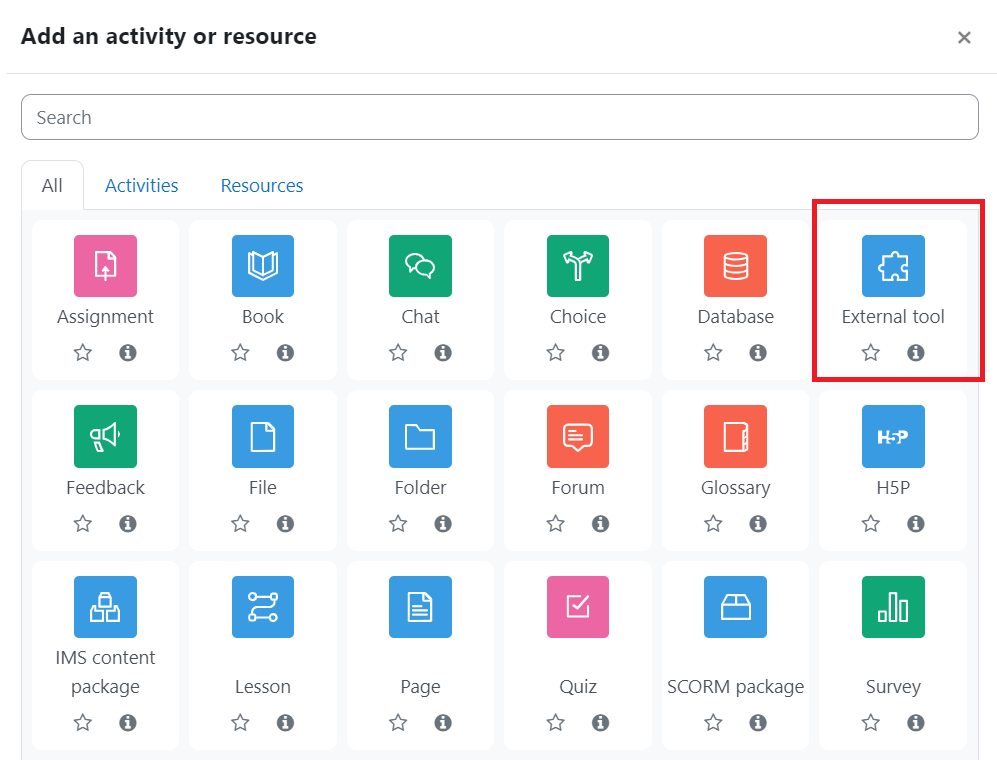 Add an activity or resource
×
Search
All Activities Resources
Assignment Book Chat Choice Database External tool
Feedback File Folder Forum Glossary H5P
H5P
IMS content
package Lesson Page Quiz SCORM package Survey